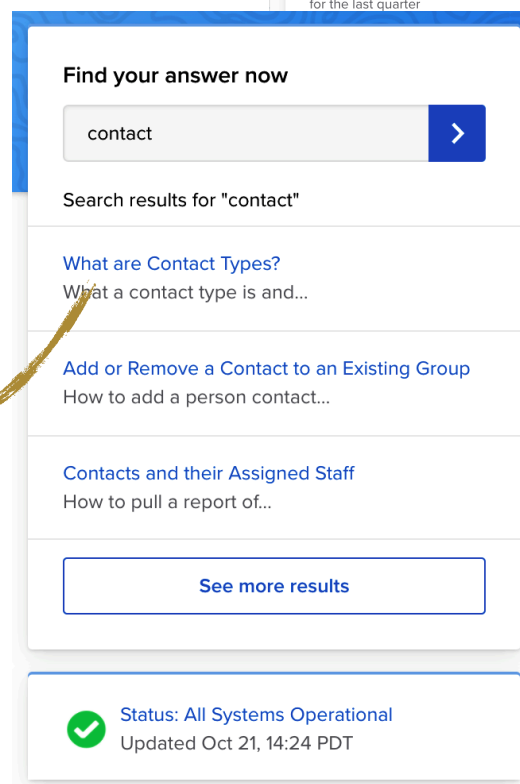 for the last quarter
Find your answer now
contact
Search results for "contact"
What are Contact Types?
What a contact type is and...
Add or Remove a Contact to an Existing Group
How to add a person contact...
Contacts and their Assigned Staff
How to pull a report of...
See more results
Status: All Systems Operational
Updated Oct 21, 14:24 PDT